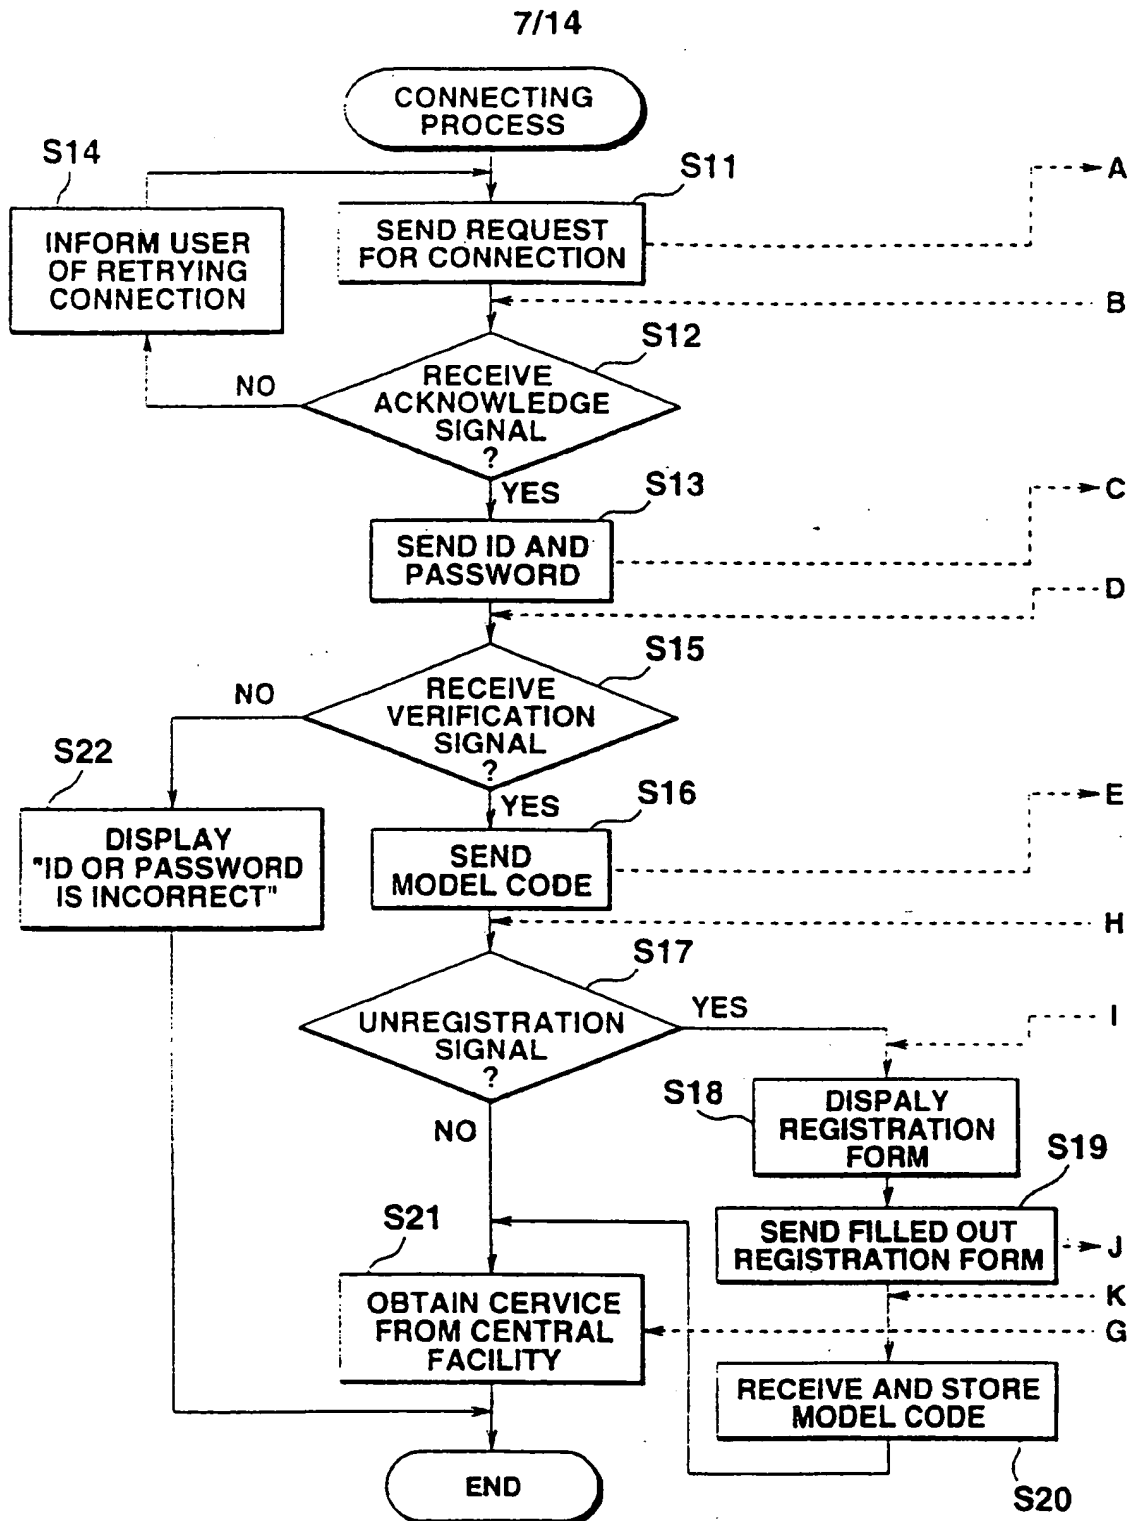 7/14
CONNECTING
PROCESS
S14
S11
A
INFORM USER
OF RETRYING
CONNECTION
SEND REQUEST
FOR CONNECTION
B
S12
NO
RECEIVE
ACKNOWLEDGE
SIGNAL
?
YES
S13
C
SEND ID AND
PASSWORD
D
S15
NO
RECEIVE
VERIFICATION
SIGNAL
?
S22
YES
S16
E
DISPLAY
"ID OR PASSWORD
IS INCORRECT"
SEND
MODEL CODE
H
S17
YES
I
UNREGISTRATION
SIGNAL
?
S18
DISPALY
REGISTRATION
FORM
NO
S19
S21
SEND FILLED OUT
REGISTRATION FORM
J
K
OBTAIN CERVICE
FROM CENTRAL
FACILITY
G
RECEIVE AND STORE
MODEL CODE
END
S20